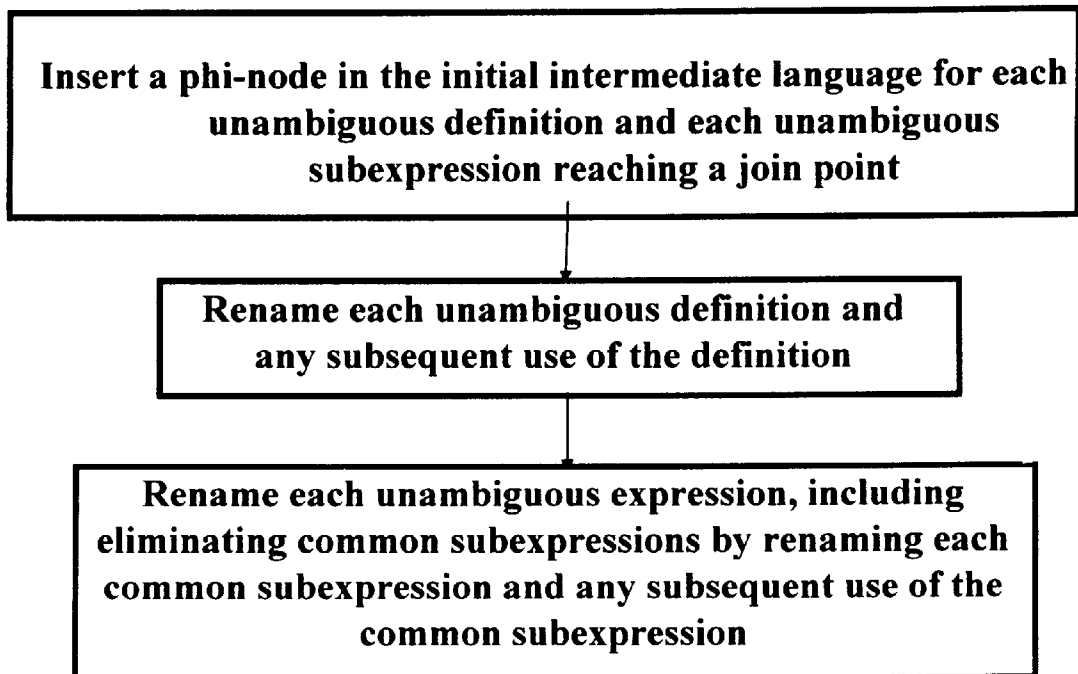 Insert a phi-node in the initial intermediate language for each
unambiguous definition and each unambiguous
subexpression reaching a join point
Rename each unambiguous definition and
any subsequent use of the definition
Rename each unambiguous expression, including
eliminating common subexpressions by renaming each
common subexpression and any subsequent use of the
common subexpression